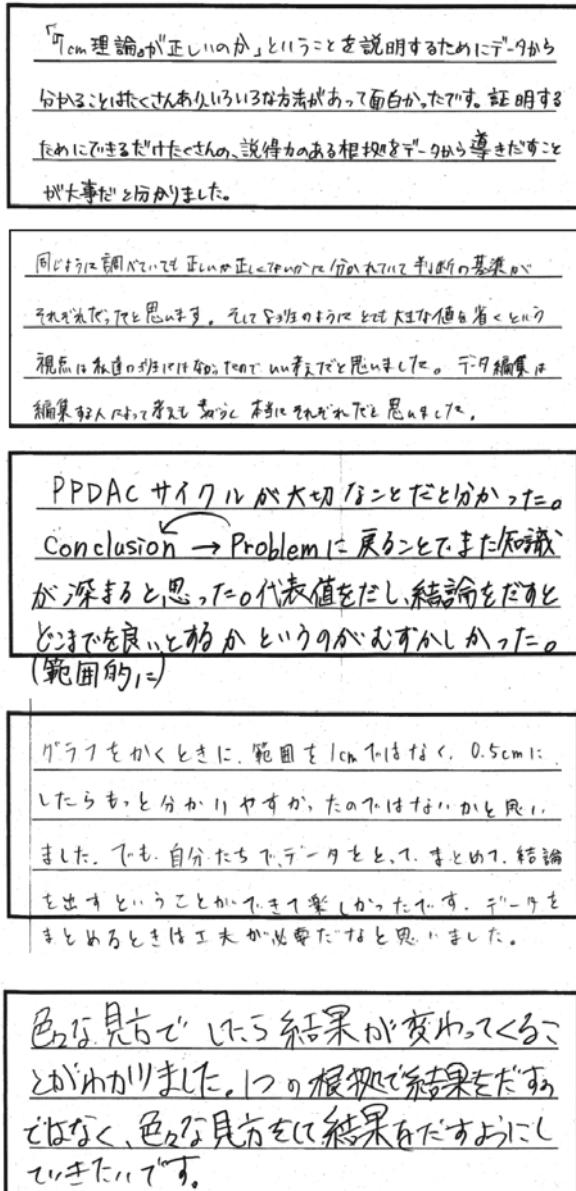 「7cm理論が正しいのか」ということを説明するためにデータから
分かることはたくさんありいろいろな方法があって面白かったです。証明する
ためにできるだけたくさんの、説得力のある根拠をデータから導きだすこと
が大事だと分かりました。
同じように調べていても正しいか正しくないかに分かれていて判断の基準が
それぞれだったと思います。そして8班のようにとても大きな値を省くという
視点は私達の班にはなかったのでいい考えだと思いました。データ編集は
編集する人によって考えも違うし本当にそれぞれだと思いました。
PPDACサイクルが大切なことだと分かった。
Conclusion → Problemに戻ることでまた知識
が深まると思った。代表値をだし、結論をだすと
どこまでを良いとするかというのがむずかしかった。
(範囲的に)
グラフをかくときに、範囲を1cmではなく、0.5cmに
したらもっと分かりやすかったのではないかと思い
ました。でも、自分たちで、データをとって、まとめて、結論
を出すということができて楽しかったです。データを
まとめるときは工夫が必要だなと思いました。
色々な見方でしたら結果が変わってくるこ
とがわかりました。1つの根拠で結果をだすの
ではなく、色々な見方をして結果をだすようにし
ていきたいです。